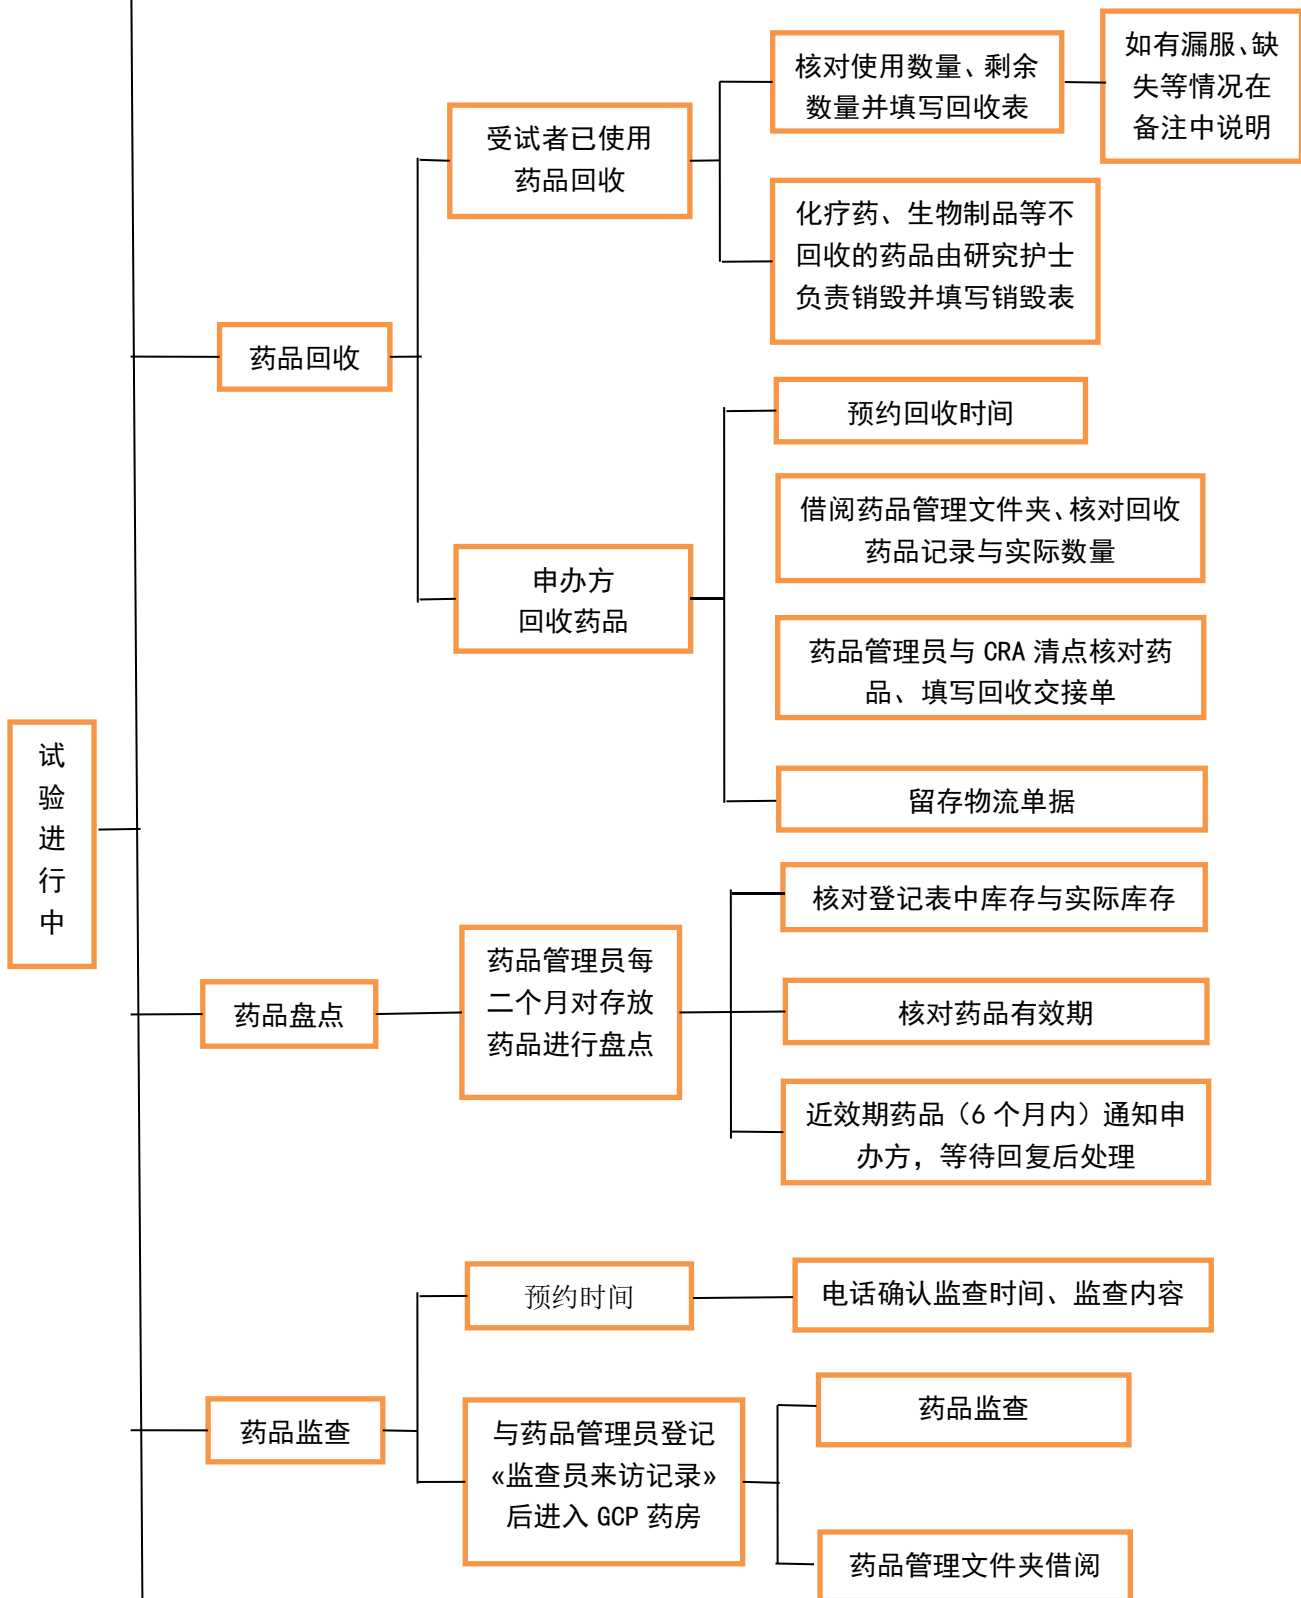 核对使用数量、剩余
数量并填写回收表
如有漏服、缺
失等情况在
备注中说明
受试者已使用
药品回收
化疗药、生物制品等不
回收的药品由研究护士
负责销毁并填写销毁表
药品回收
预约回收时间
借阅药品管理文件夹、核对回收
药品记录与实际数量
申办方
回收药品
药品管理员与 CRA 清点核对药
品、填写回收交接单
留存物流单据
试
验
进
行
中
核对登记表中库存与实际库存
药品管理员每
二个月对存放
药品进行盘点
药品盘点
核对药品有效期
近效期药品（6 个月内）通知申
办方，等待回复后处理
预约时间
电话确认监查时间、监查内容
药品监查
与药品管理员登记
《监查员来访记录》
后进入 GCP 药房
药品监查
药品管理文件夹借阅